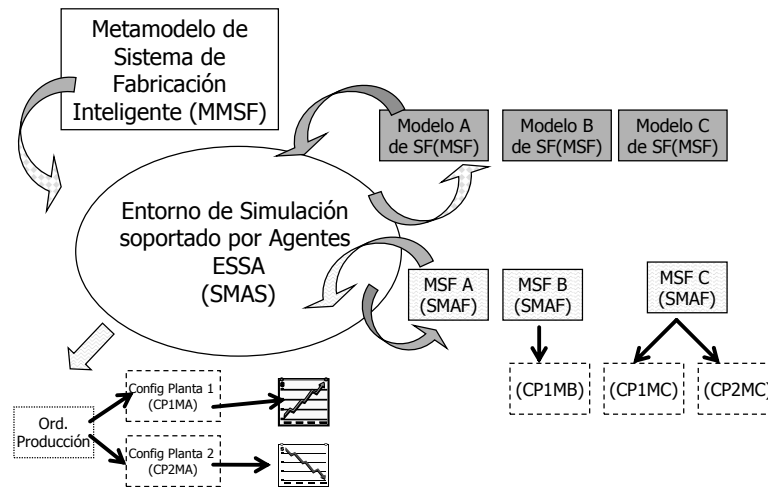 Metamodelo de
Sistema de
Fabricación
Inteligente (MMSF)
Modelo A
de SF(MSF)
Modelo B
de SF(MSF)
Modelo C
de SF(MSF)
Entorno de Simulación
soportado por Agentes
ESSA
(SMAS)
MSF A
(SMAF)
MSF B
(SMAF)
MSF C
(SMAF)
(CP1MB)
(CP1MC)
(CP2MC)
Ord.
Producción
Config Planta 1
(CP1MA)
Config Planta 2
(CP2MA)